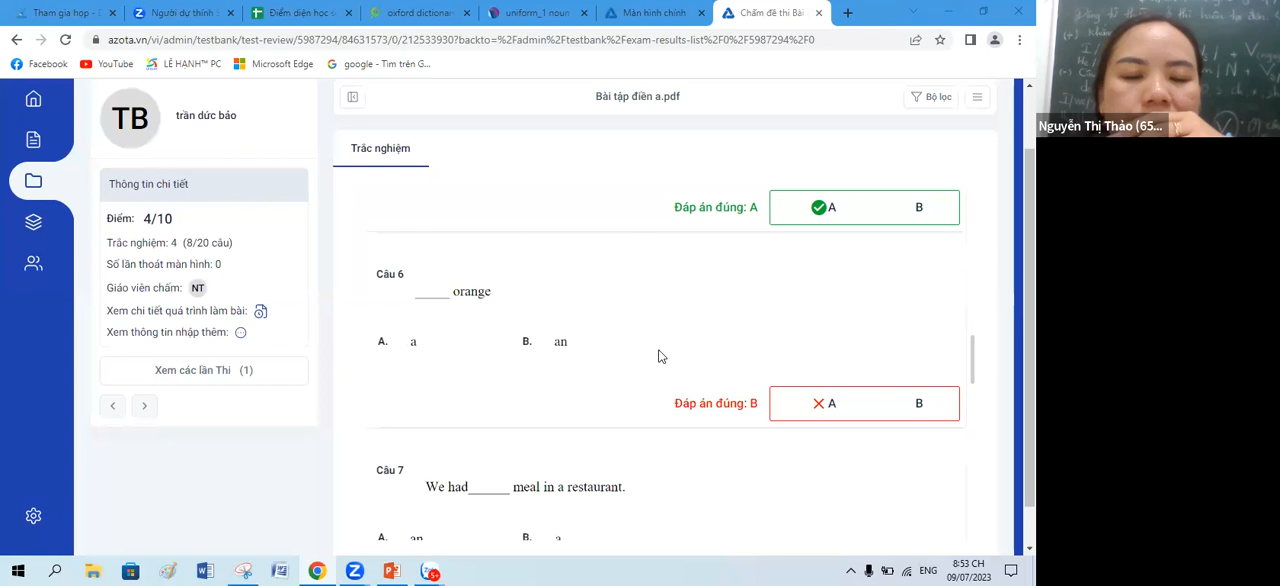 Tham gia họp - 
Người dự thính 
Điểm diện học s
oxford dictionar
uniform_1 noun
Màn hình chính
Chấm đề thi Bài
azota.vn/vi/admin/testbank/test-review/5987294/84631573/0/212533930?backto=%2Fadmin%2Ftestbank%2Fexam-results-list%2F0%2F5987294%2F0
Facebook
YouTube
LÊ HẠNH™ PC
Microsoft Edge
google - Tìm trên G...
TB
trần dức bảo
Thông tin chi tiết
Điểm: 4/10
Trắc nghiệm: 4 (8/20 câu)
Số lần thoát màn hình: 0
Giáo viên chấm: NT
Xem chi tiết quá trình làm bài:
Xem thông tin nhập thêm:
Xem các lần Thi (1)
Bài tập điền a.pdf
Bộ lọc
Trắc nghiệm
Đáp án đúng: A A B
Câu 6
_____ orange
A. a B. an
Đáp án đúng: B A B
Câu 7
We had______ meal in a restaurant.
A. an B. a
Nguyễn Thị Thảo (65...
ENG
8:53 CH
09/07/2023